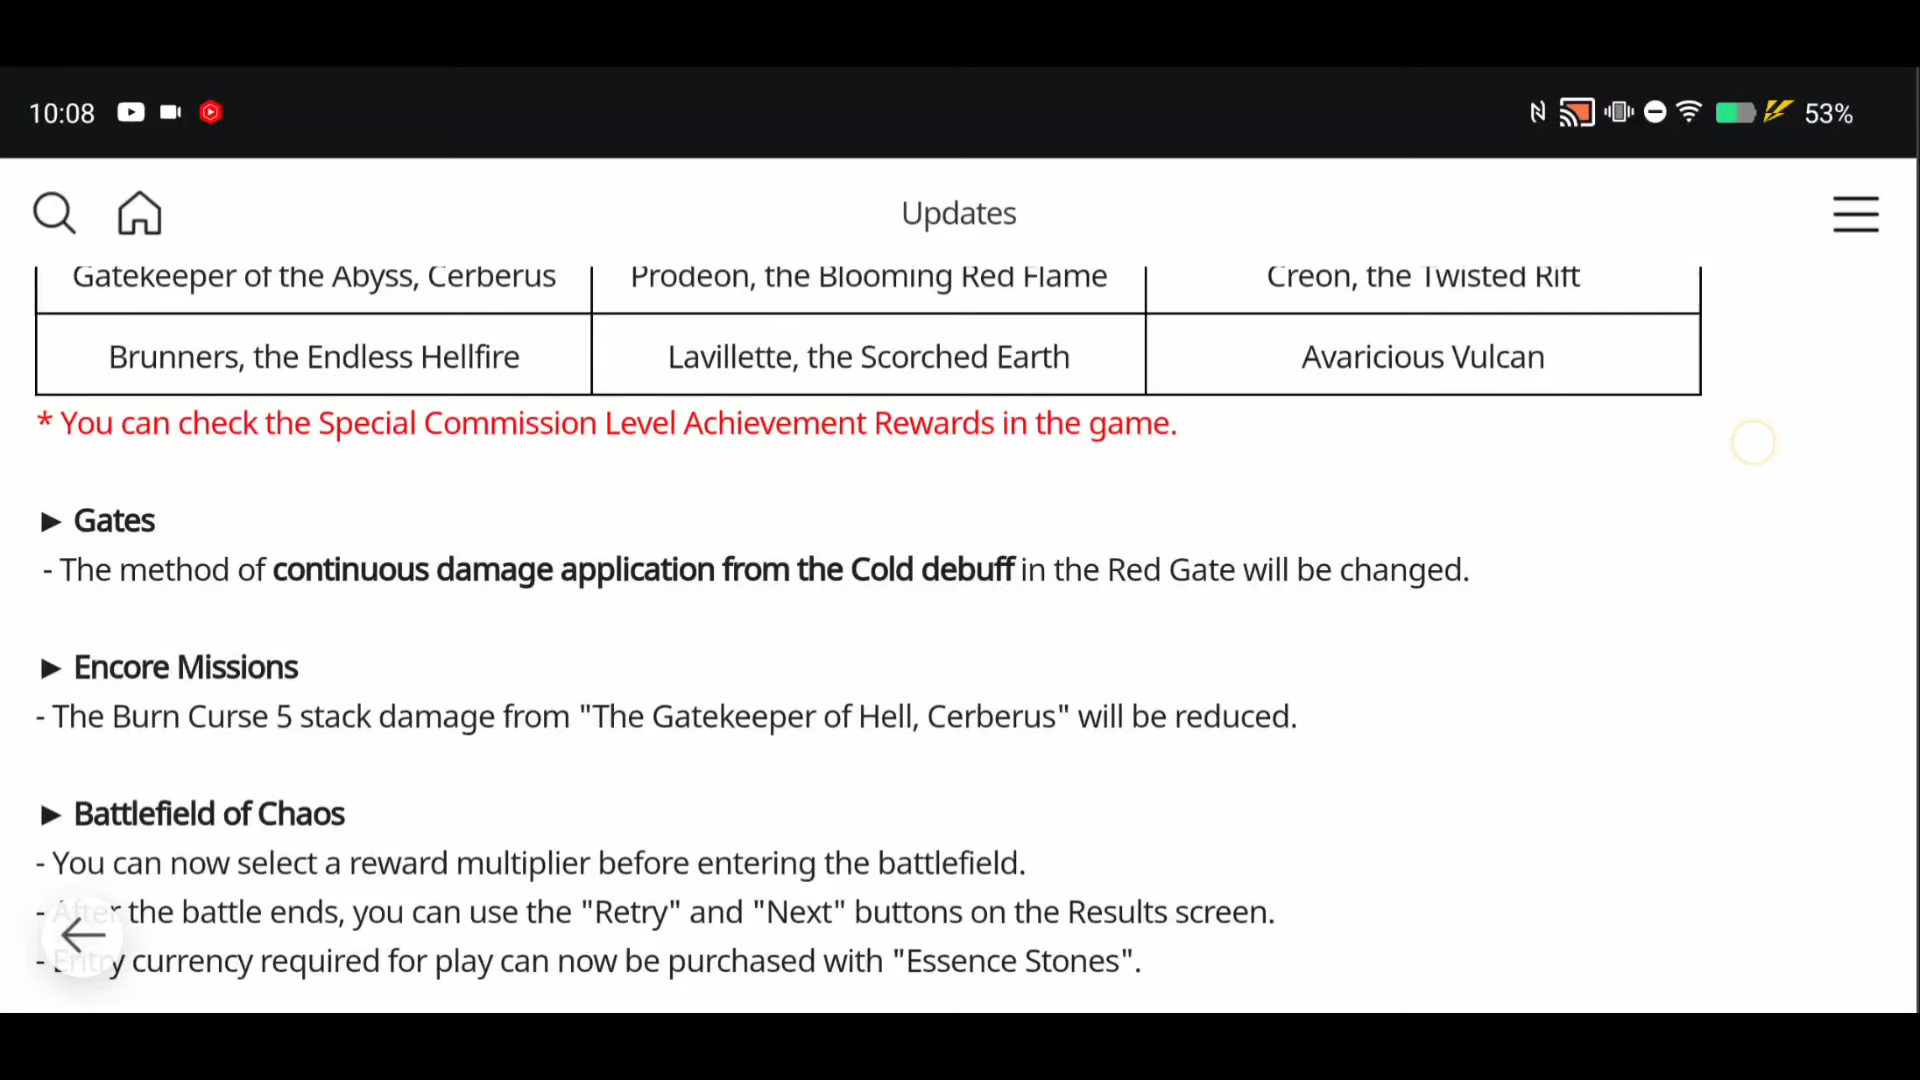 10:08
53%
Updates
Gatekeeper of the Abyss, Cerberus
Prodeon, the Blooming Red Flame
Creon, the Twisted Rift
Brunners, the Endless Hellfire
Lavillette, the Scorched Earth
Avaricious Vulcan
* You can check the Special Commission Level Achievement Rewards in the game.
► Gates
- The method of continuous damage application from the Cold debuff in the Red Gate will be changed.
► Encore Missions
- The Burn Curse 5 stack damage from "The Gatekeeper of Hell, Cerberus" will be reduced.
► Battlefield of Chaos
- You can now select a reward multiplier before entering the battlefield.
- After the battle ends, you can use the "Retry" and "Next" buttons on the Results screen.
- Entry currency required for play can now be purchased with "Essence Stones".